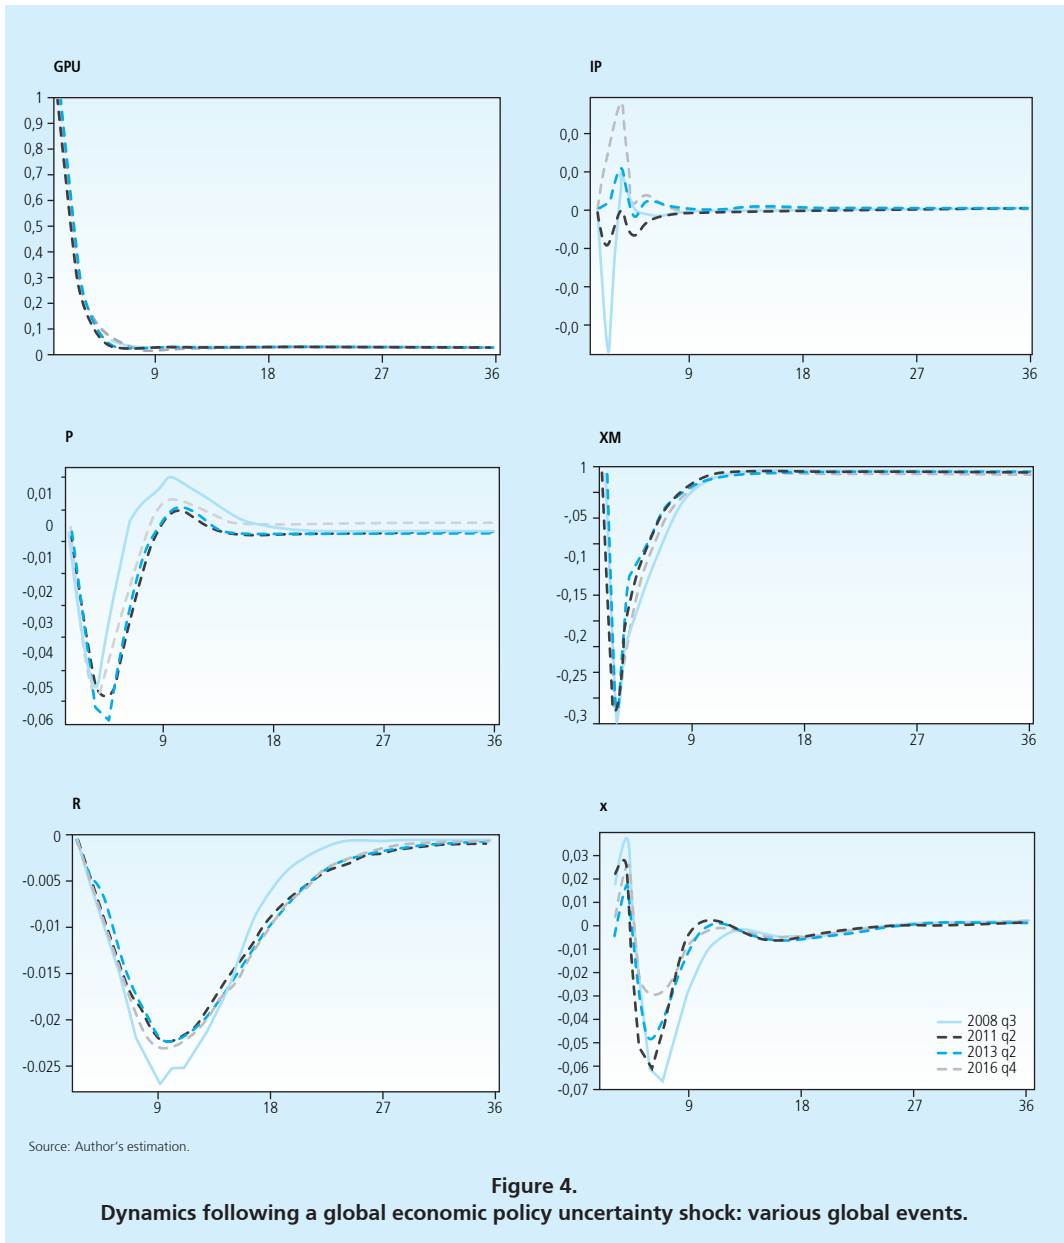 GPU
1
0,9
0,8
0,7
0,6
0,5
0,4
0,3
0,2
0,1
0
9 18 27 36
IP
0,0
0,0
0
-0,0
-0,0
-0,0
9 18 27 36
P
0,01
0
-0,01
-0,02
-0,03
-0,04
-0,05
-0,06
9 18 27 36
XM
1
-,05
-0,1
-0,15
-0,2
-0,25
-0,3
9 18 27 36
R
0
-0.005
-0,01
-0.015
-0,02
-0.025
9 18 27 36
x
0,03
0,02
0,01
0
-0,01
-0,02
-0,03
-0,04
-0,05
-0,06
-0,07
9 18 27 36
2008 q3
2011 q2
2013 q2
2016 q4
Source: Author's estimation.
Figure 4.
Dynamics following a global economic policy uncertainty shock: various global events.